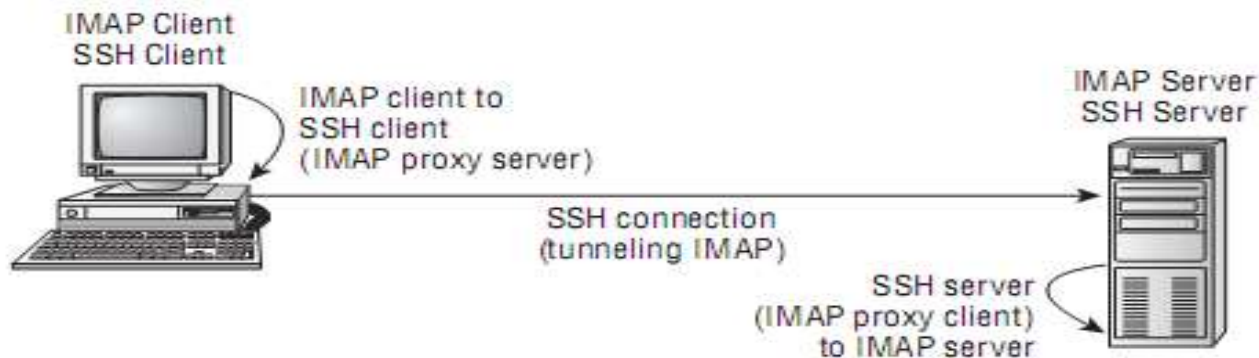 IMAP Client
SSH Client
IMAP client to
SSH client
(IMAP proxy server)
IMAP Server
SSH Server
SSH connection
(tunneling IMAP)
SSH server
(IMAP proxy client)
to IMAP server